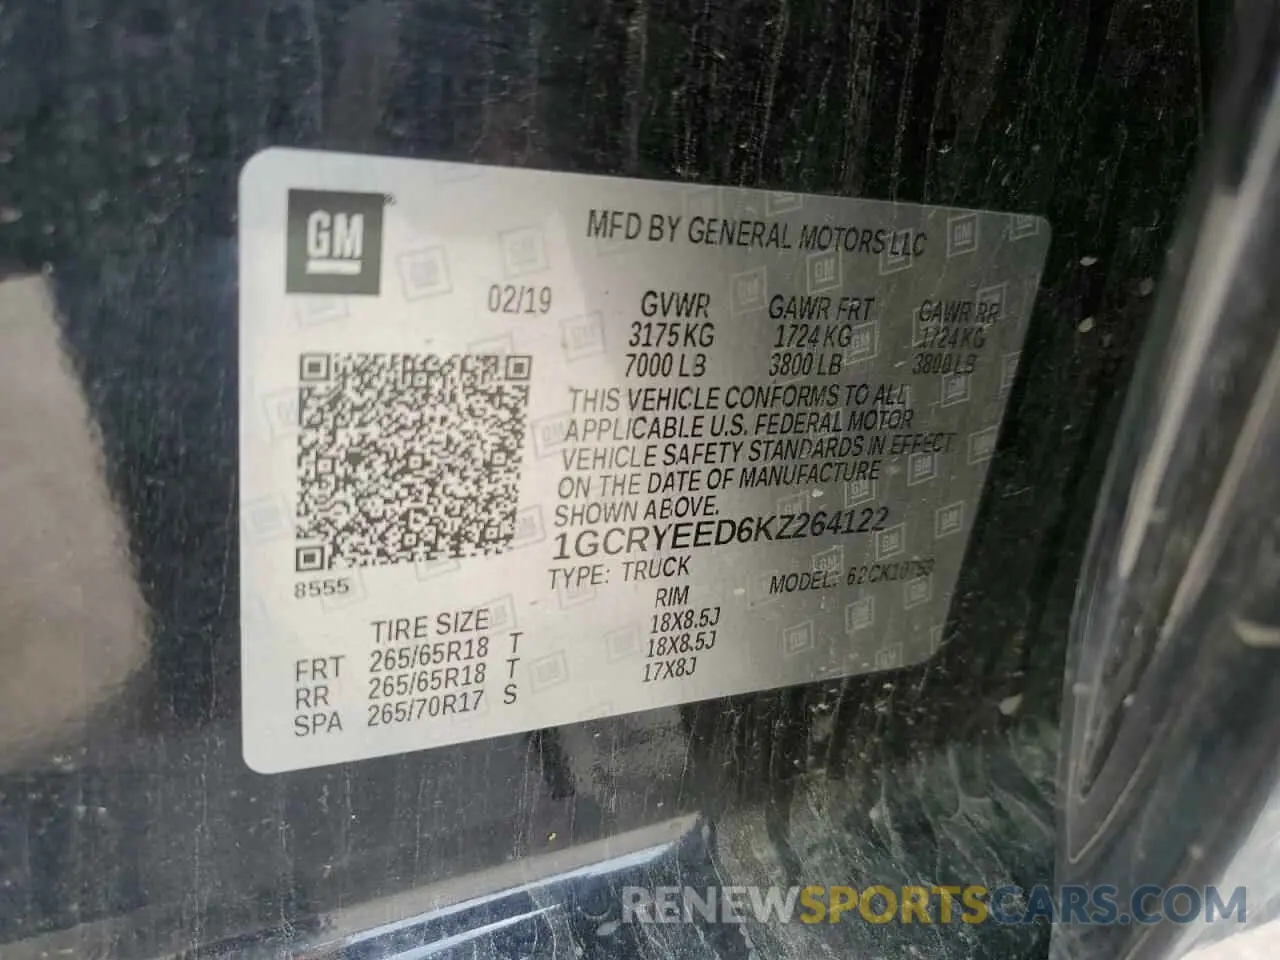 GM
MFD BY GENERAL MOTORS LLC
02/19 GVWR GAWR FRT GAWR RR
3175 KG 1724 KG 1724 KG
7000 LB 3800 LB 3800 LB
THIS VEHICLE CONFORMS TO ALL
APPLICABLE U.S. FEDERAL MOTOR
VEHICLE SAFETY STANDARDS IN EFFECT
ON THE DATE OF MANUFACTURE
SHOWN ABOVE.
1GCRYEED6KZ264122
8555
TYPE: TRUCK MODEL: 62CK10753
TIRE SIZE RIM
FRT 265/65R18 T 18X8.5J
RR 265/65R18 T 18X8.5J
SPA 265/70R17 S 17X8J
RENEWSPORTSCARS.COM